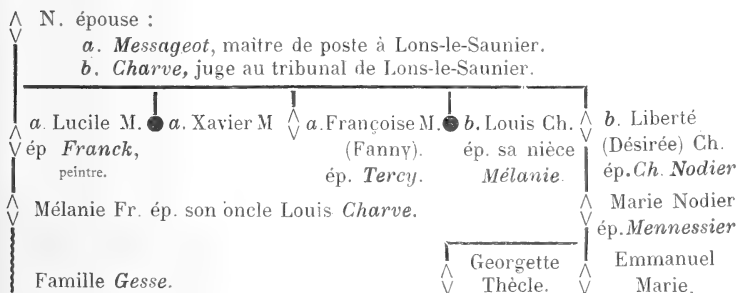 N. épouse :
a. Messageot, maître de poste à Lons-le-Saunier.
b. Charve, juge au tribunal de Lons-le-Saunier.
a. Lucile M.
ép Franck,
peintre.
a. Xavier M
a. Françoise M.
(Fanny).
ép. Tercy.
b. Louis Ch.
ép. sa nièce
Mélanie.
b. Liberté
(Désirée) Ch.
ép. Ch. Nodier
Mélanie Fr. ép. son oncle Louis Charve.
Marie Nodier
ép. Mennessier
Famille Gesse.
Georgette
Thècle.
Emmanuel
Marie.